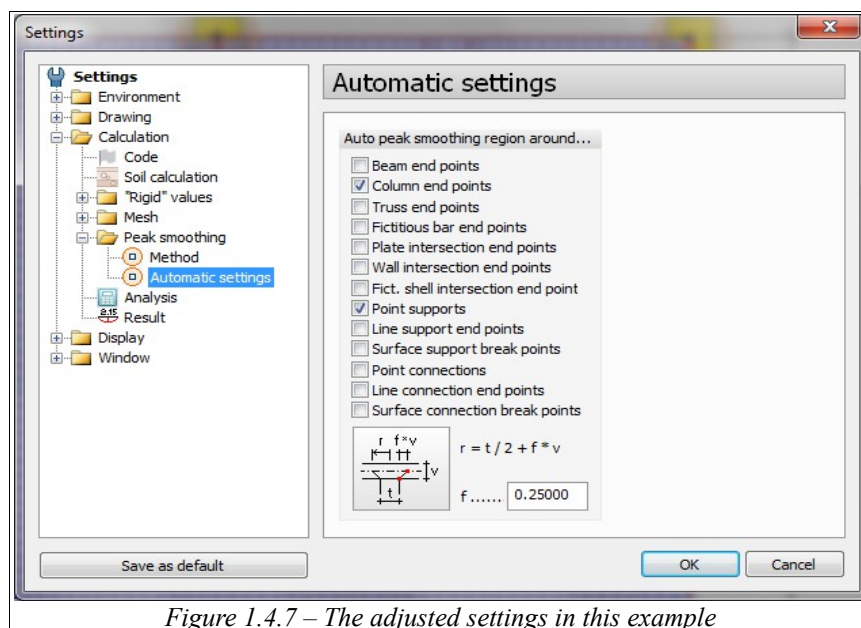 Settings
Settings
Environment
Drawing
Calculation
Code
Soil calculation
"Rigid" values
Mesh
Peak smoothing
Method
Automatic settings
2.15
Analysis
Result
Display
Window
Save as default
Automatic settings
Auto peak smoothing region around...
Beam end points
Column end points
Truss end points
Fictitious bar end points
Plate intersection end points
Wall intersection end points
Fict. shell intersection end point
Point supports
Line support end points
Surface support break points
Point connections
Line connection end points
Surface connection break points
r f*v
v
t
r = t / 2 + f * v
f ...... 0.25000
OK Cancel
Figure 1.4.7 – The adjusted settings in this example